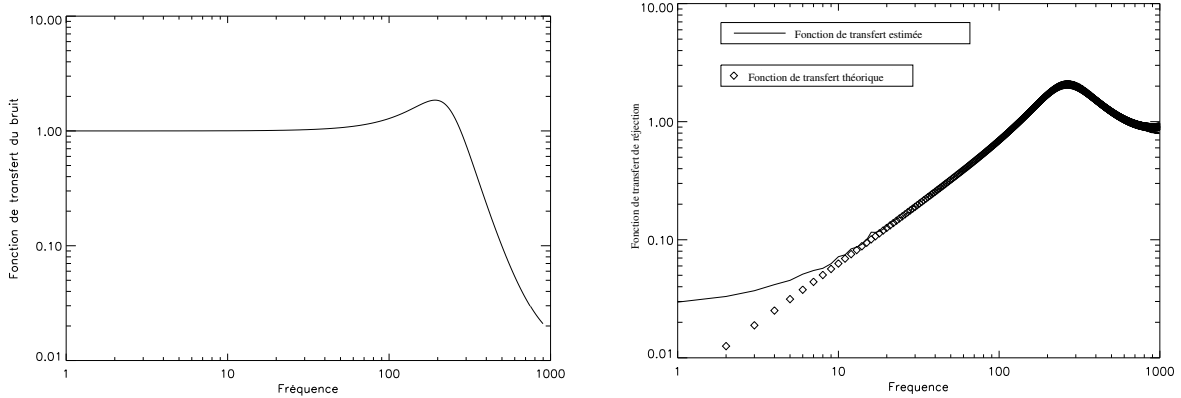 10.00
1.00
0.10
0.01
Fonction de transfert du bruit
1
10
100
1000
Fréquence
10.00
1.00
0.10
0.01
Fonction de transfert de réjection
Fonction de transfert estimée
Fonction de transfert théorique
1
10
100
1000
Frequence